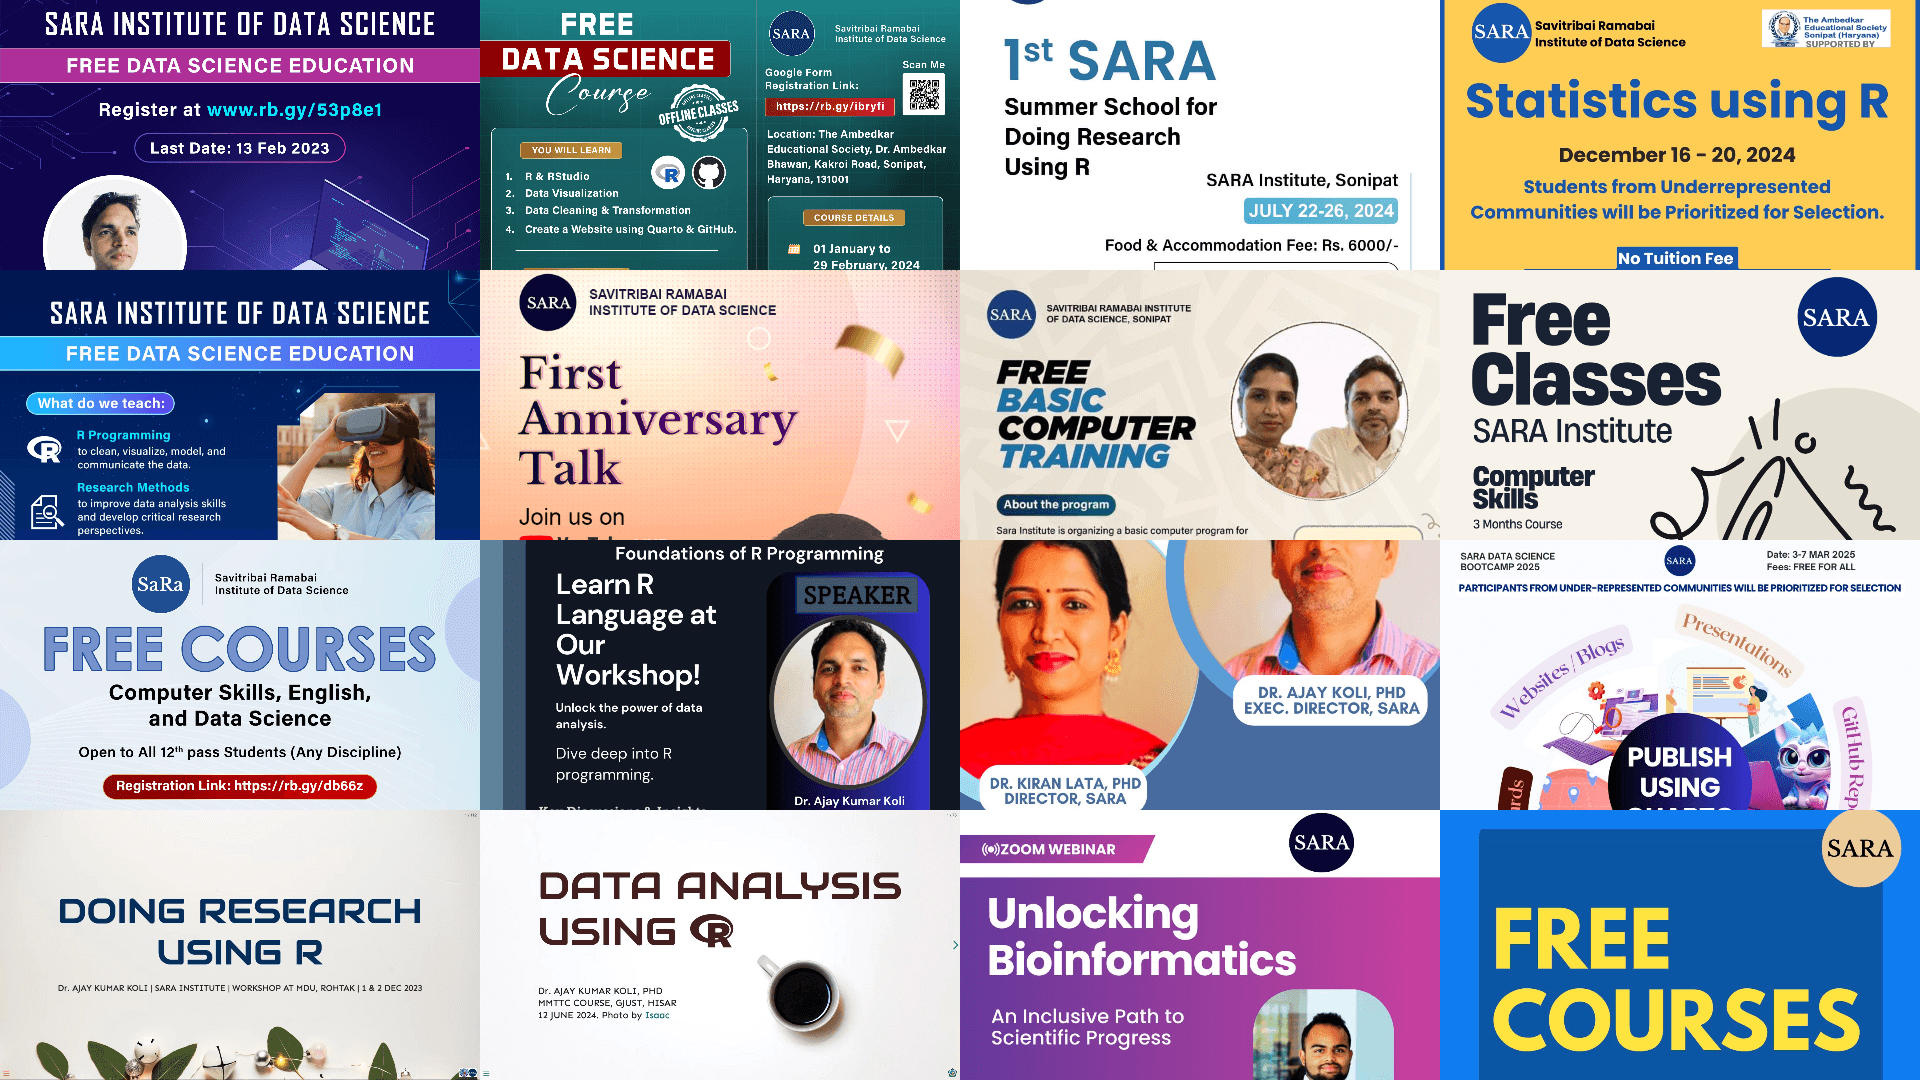 SARA INSTITUTE OF DATA SCIENCE
FREE DATA SCIENCE EDUCATION
Register at www.rb.gy/53p8e1
Last Date: 13 Feb 2023
FREE
DATA SCIENCE
Course
OFFLINE CLASSES
YOU WILL LEARN
1. R & RStudio
2. Data Visualization
3. Data Cleaning & Transformation
4. Create a Website using Quarto & GitHub.
SARA
Savitribai Ramabai
Institute of Data Science
Google Form
Registration Link:
https://rb.gy/ibryfi
Scan Me
Location: The Ambedkar
Educational Society, Dr. Ambedkar
Bhawan, Kakroi Road, Sonipat,
Haryana, 131001
COURSE DETAILS
01 January to
29 February, 2024
1st SARA
Summer School for
Doing Research
Using R
SARA Institute, Sonipat
JULY 22-26, 2024
Food & Accommodation Fee: Rs. 6000/-
SARA
Savitribai Ramabai
Institute of Data Science
The Ambedkar
Educational Society
Sonipat (Haryana)
SUPPORTED BY
Statistics using R
December 16 - 20, 2024
Students from Underrepresented
Communities will be Prioritized for Selection.
No Tuition Fee
SARA INSTITUTE OF DATA SCIENCE
FREE DATA SCIENCE EDUCATION
What do we teach:
R Programming
to clean, visualize, model, and
communicate the data.
Research Methods
to improve data analysis skills
and develop critical research
perspectives.
SARA
SAVITRIBAI RAMABAI
INSTITUTE OF DATA SCIENCE
First
Anniversary
Talk
Join us on
SARA
SAVITRIBAI RAMABAI INSTITUTE
OF DATA SCIENCE, SONIPAT
FREE
BASIC
COMPUTER
TRAINING
About the program
Sara Institute is organizing a basic computer program for
Free
Classes
SARA Institute
Computer
Skills
3 Months Course
SARA
SaRa
Savitribai Ramabai
Institute of Data Science
FREE COURSES
Computer Skills, English,
and Data Science
Open to All 12th pass Students (Any Discipline)
Registration Link: https://rb.gy/db66z
Foundations of R Programming
Learn R
Language at
Our
Workshop!
Unlock the power of data
analysis.
Dive deep into R
programming.
Key Discussions & Insights
SPEAKER
Dr. Ajay Kumar Koli
DR. AJAY KOLI, PHD
EXEC. DIRECTOR, SARA
DR. KIRAN LATA, PHD
DIRECTOR, SARA
SARA DATA SCIENCE
BOOTCAMP 2025
SARA
Date: 3-7 MAR 2025
Fees: FREE FOR ALL
PARTICIPANTS FROM UNDER-REPRESENTED COMMUNITIES WILL BE PRIORITIZED FOR SELECTION
Websites / Blogs
Presentations
GitHub Rep
PUBLISH
USING
QUARTO
DOING RESEARCH
USING R
Dr. AJAY KUMAR KOLI | SARA INSTITUTE | WORKSHOP AT MDU, ROHTAK | 1 & 2 DEC 2023
DATA ANALYSIS
USING R
Dr. AJAY KUMAR KOLI, PHD
MMTTC COURSE, GJUST, HISAR
12 JUNE 2024. Photo by Isaac
ZOOM WEBINAR
SARA
Unlocking
Bioinformatics
An Inclusive Path to
Scientific Progress
SARA
FREE
COURSES